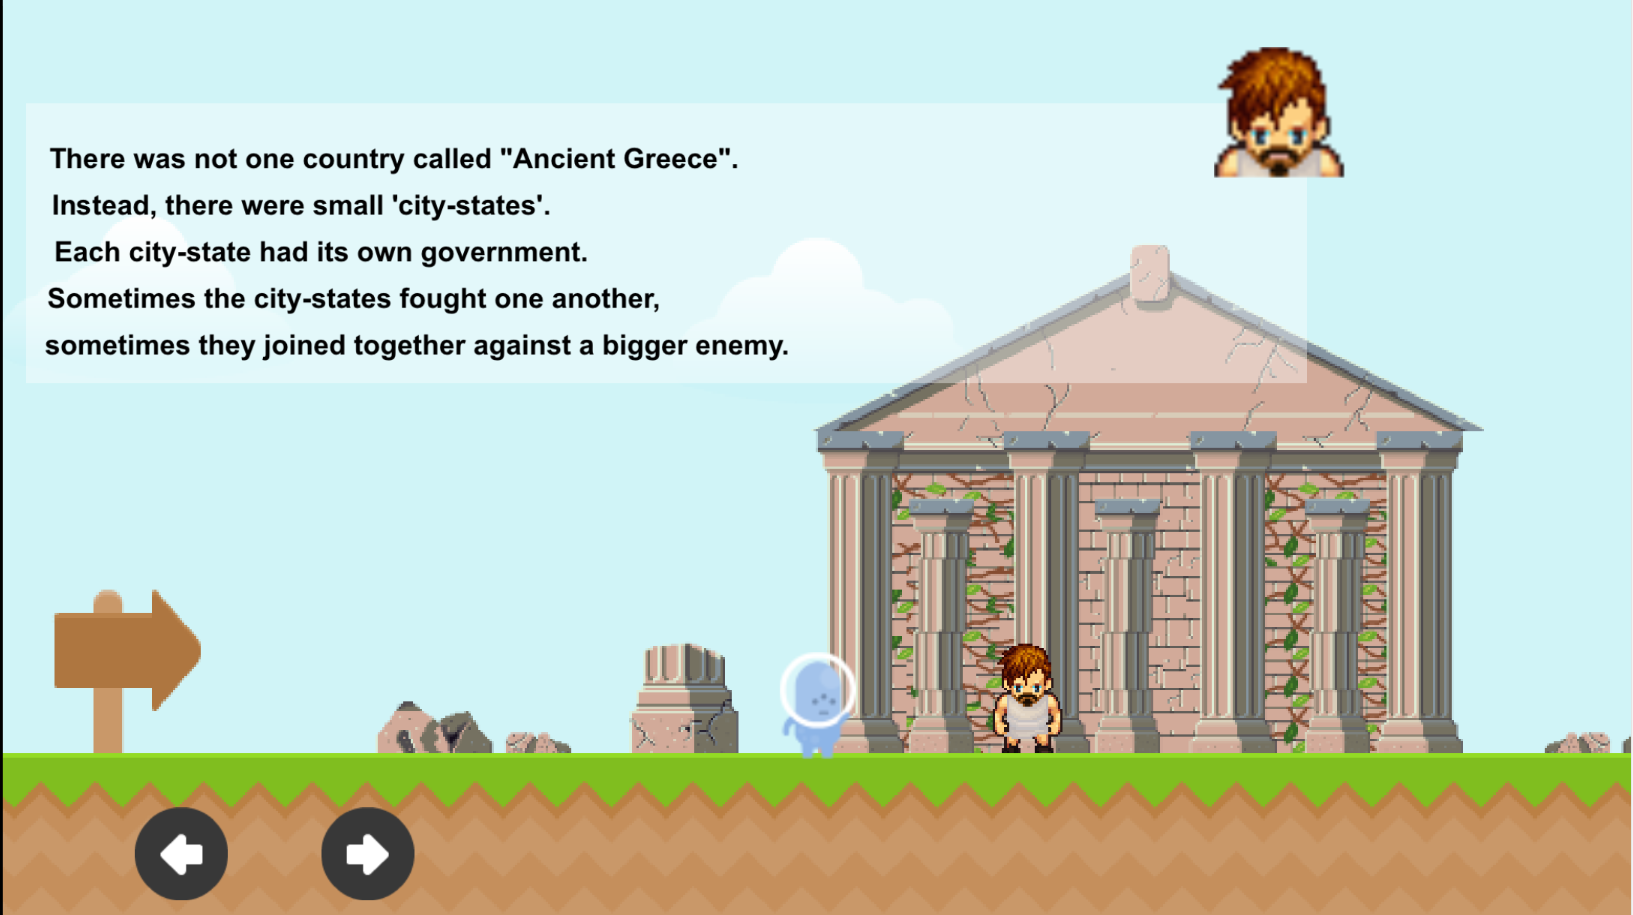 There was not one country called "Ancient Greece".
Instead, there were small 'city-states'.
Each city-state had its own government.
Sometimes the city-states fought one another,
sometimes they joined together against a bigger enemy.